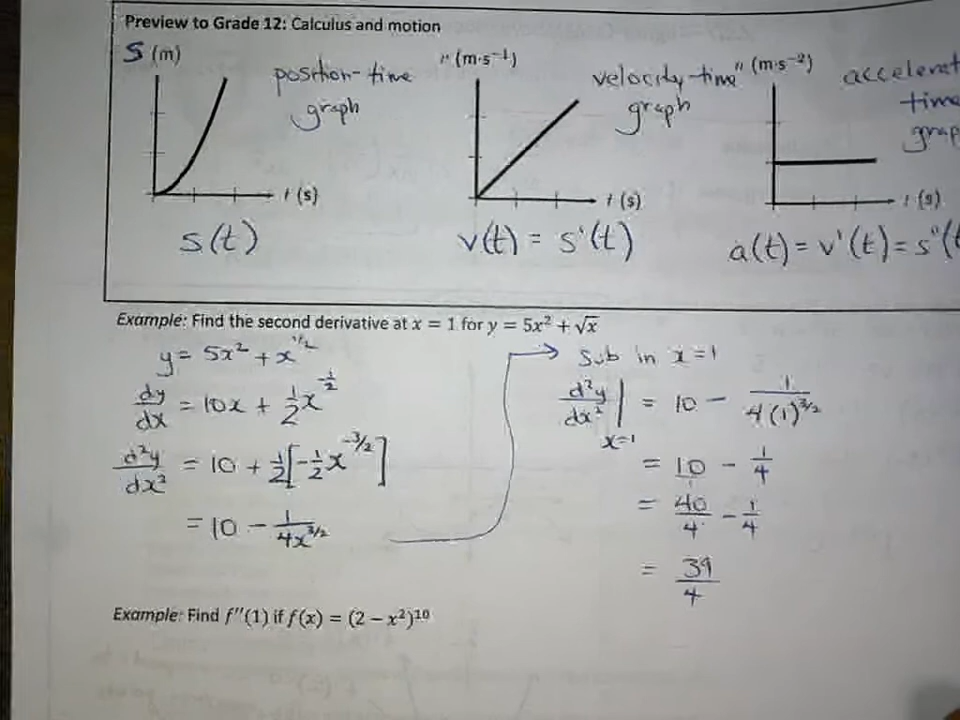 Preview to Grade 12: Calculus and motion
S (m)
position-time
graph
t (s)
s(t)
(m·s⁻¹)
velocity-time
graph
t (s)
v(t) = s'(t)
(m·s⁻²)
time
t (s)
a(t) = v'(t) = s"(t
Example: Find the second derivative at x = 1 for y = 5x² + √x
y = 5x² + x^1/2
dy/dx = 10x + 1/2 x^-1/2
d²y/dx² = 10 + 1/2[-1/2 x^-3/2]
= 10 - 1/4x^3/2
Sub in x = 1
d²y/dx² | x=1 = 10 - 1/4(1)^3/2
= 10 - 1/4
= 40/4 - 1/4
= 39/4
Example: Find f″(1) if f(x) = (2 − x²)¹⁰